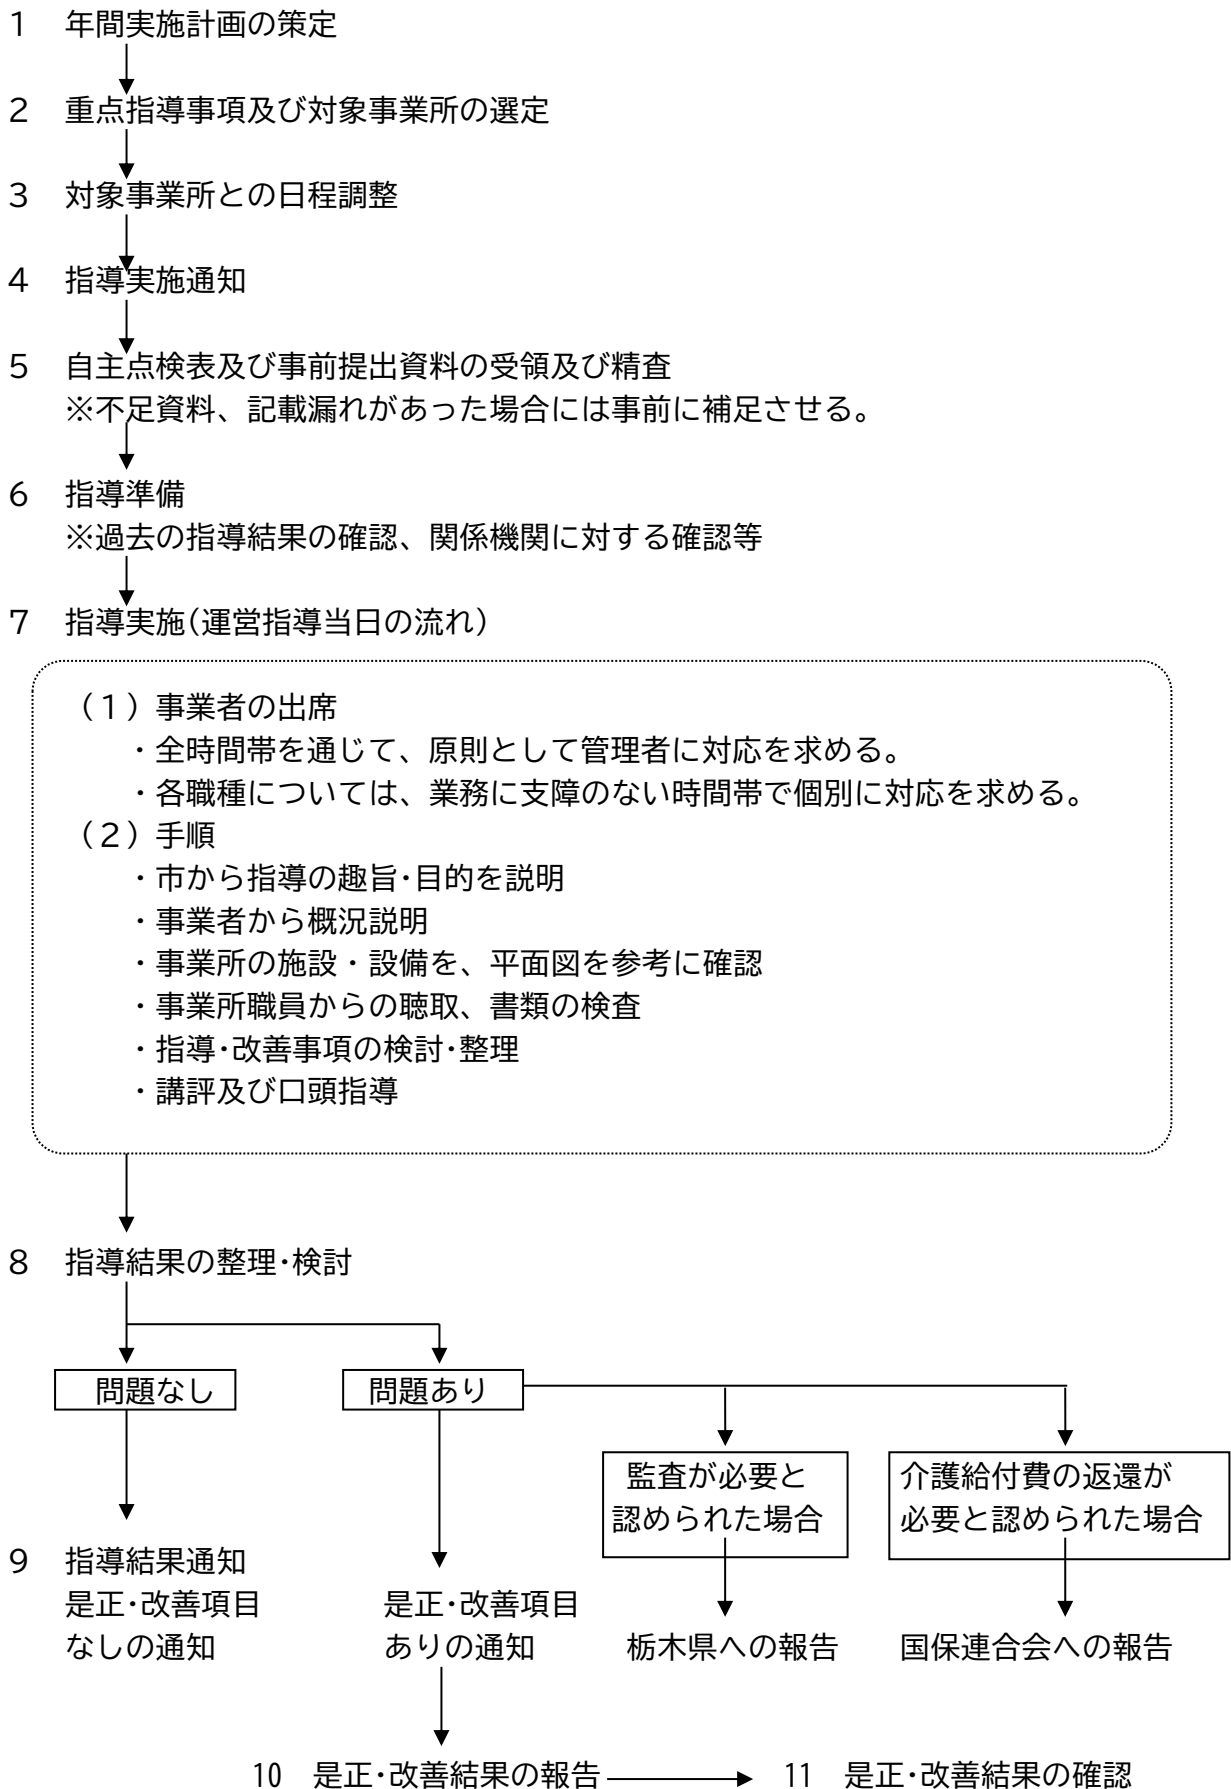 １　年間実施計画の策定
２　重点指導事項及び対象事業所の選定
３　対象事業所との日程調整
４　指導実施通知
５　自主点検表及び事前提出資料の受領及び精査
※不足資料、記載漏れがあった場合には事前に補足させる。
６　指導準備
※過去の指導結果の確認、関係機関に対する確認等
７　指導実施（運営指導当日の流れ）
（１）事業者の出席
・全時間帯を通じて、原則として管理者に対応を求める。
・各職種については、業務に支障のない時間帯で個別に対応を求める。
（２）手順
・市から指導の趣旨・目的を説明
・事業者から概況説明
・事業所の施設・設備を、平面図を参考に確認
・事業所職員からの聴取、書類の検査
・指導・改善事項の検討・整理
・講評及び口頭指導
８　指導結果の整理・検討
問題なし
問題あり
監査が必要と
認められた場合
介護給付費の返還が
必要と認められた場合
９　指導結果通知
是正・改善項目
なしの通知
是正・改善項目
ありの通知
栃木県への報告
国保連合会への報告
10　是正・改善結果の報告
11　是正・改善結果の確認